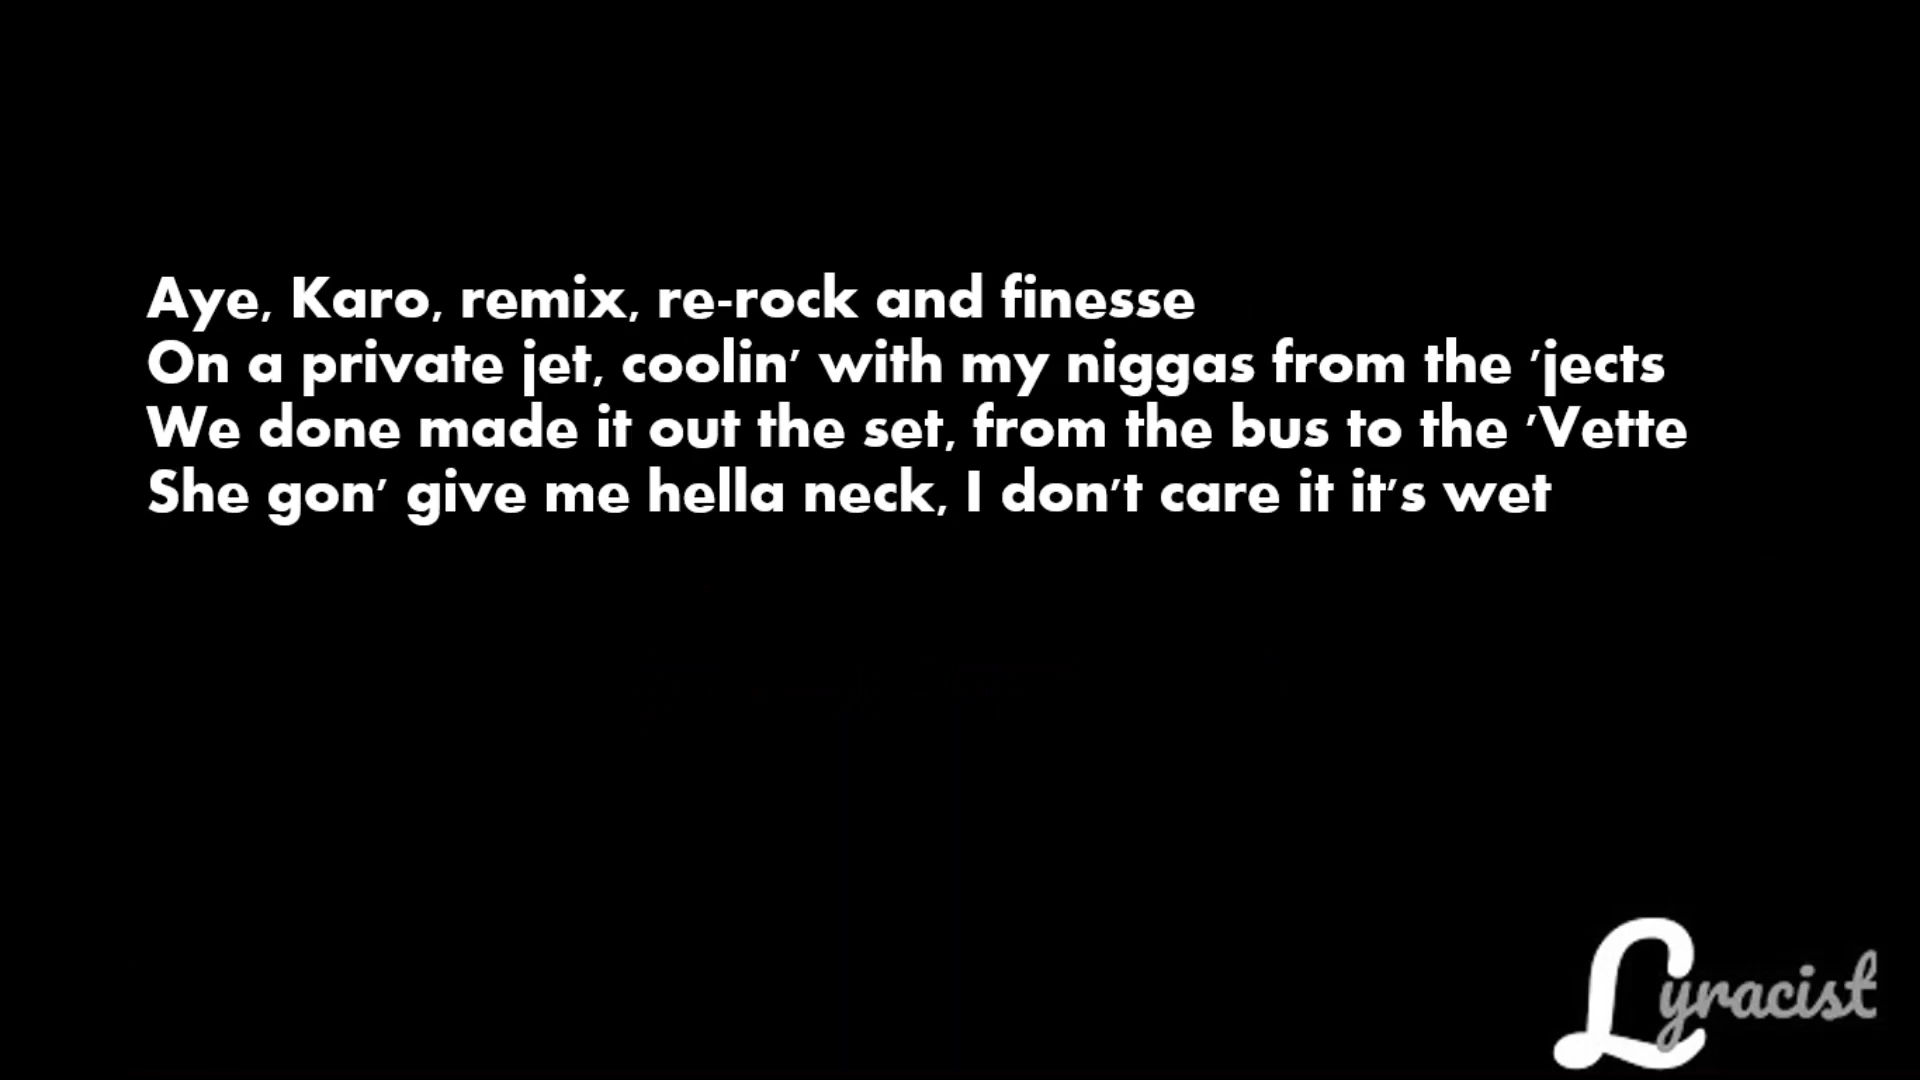 Aye, Karo, remix, re-rock and finesse
On a private jet, coolin' with my niggas from the 'jects
We done made it out the set, from the bus to the 'Vette
She gon' give me hella neck, I don't care it it's wet
Lyracist